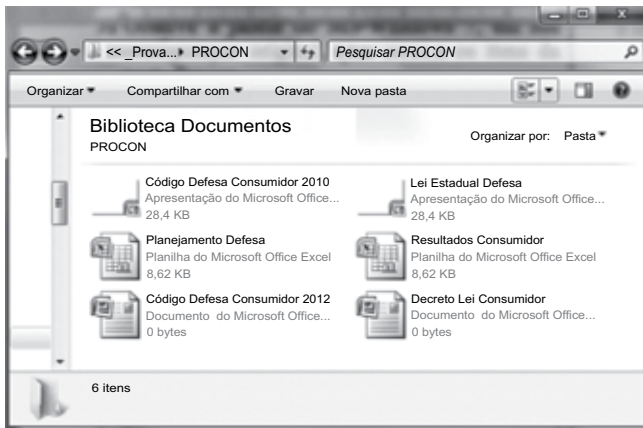 << _Prova... PROCON
Pesquisar PROCON
Organizar Compartilhar com Gravar Nova pasta
Biblioteca Documentos
PROCON
Organizar por: Pasta
Código Defesa Consumidor 2010
Apresentação do Microsoft Office...
28,4 KB
Lei Estadual Defesa
Apresentação do Microsoft Office...
28,4 KB
Planejamento Defesa
Planilha do Microsoft Office Excel
8,62 KB
Resultados Consumidor
Planilha do Microsoft Office Excel
8,62 KB
Código Defesa Consumidor 2012
Documento do Microsoft Office...
0 bytes
Decreto Lei Consumidor
Documento do Microsoft Office...
0 bytes
6 itens